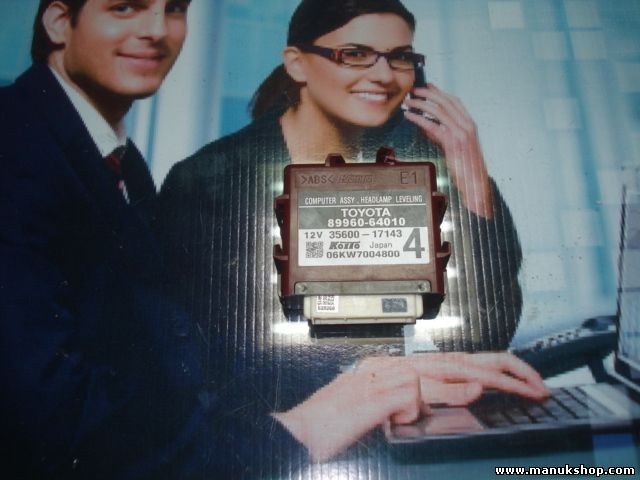 >ABS< KOITO E1
COMPUTER ASSY, HEADLAMP LEVELING
TOYOTA
89960-64010
12V 35600-17143
KOITO Japan 4
06KW7004800
www.manukshop.com